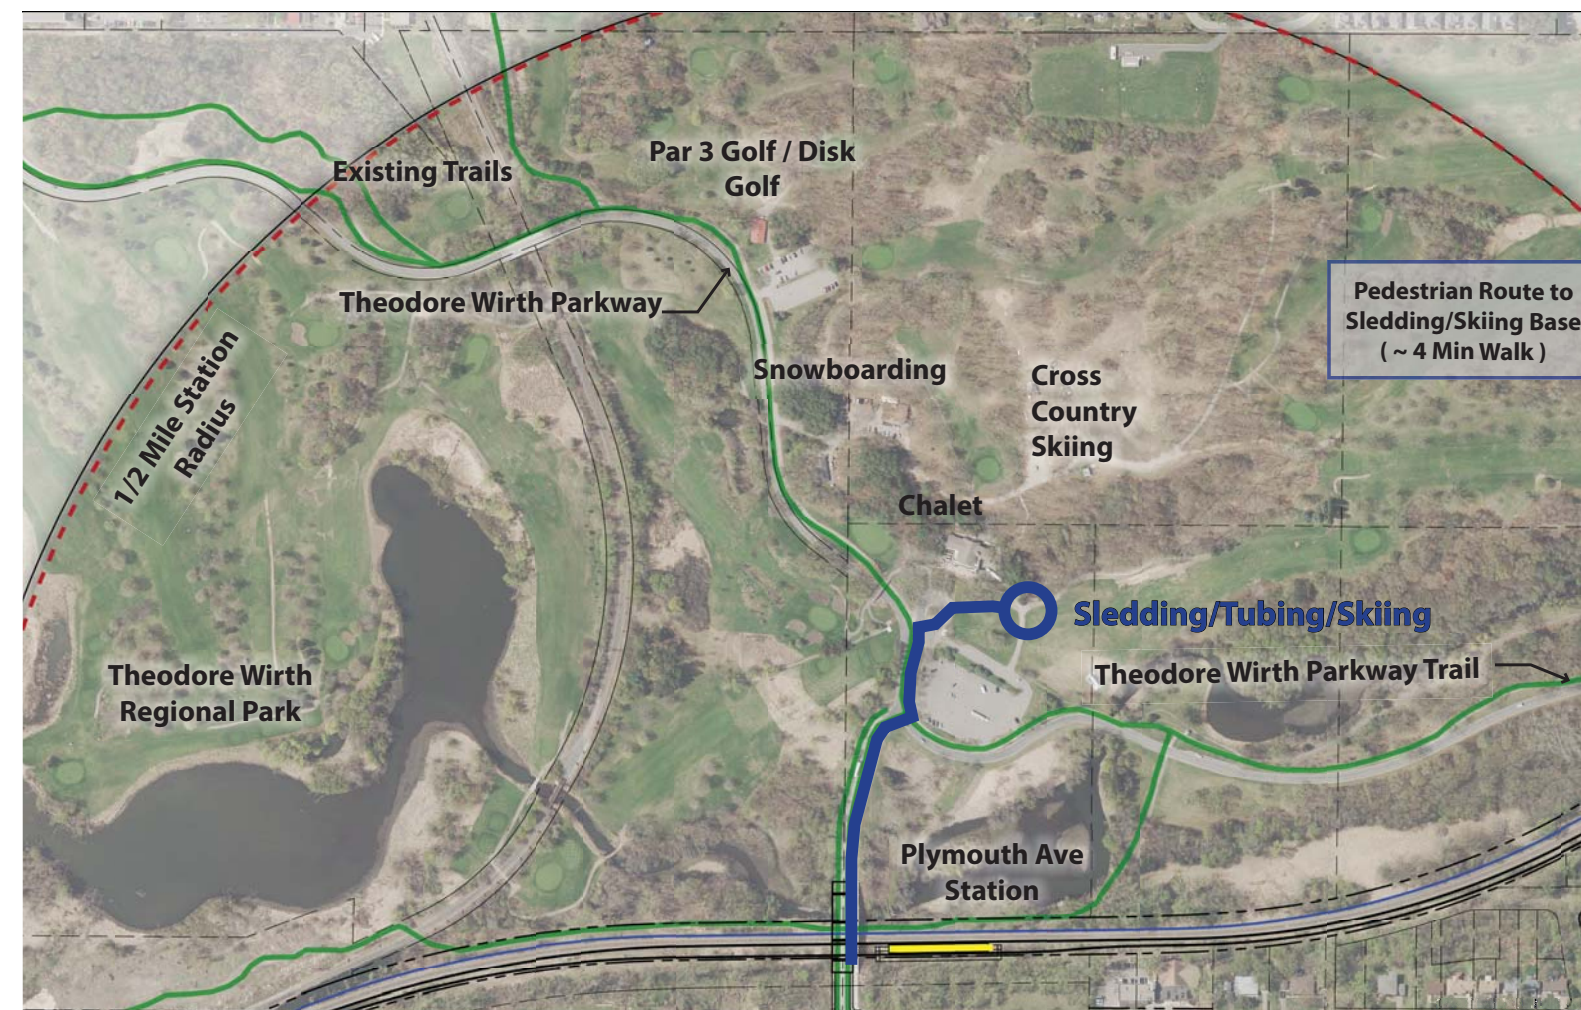 Par 3 Golf / Disk
Golf
Existing Trails
Theodore Wirth Parkway
Pedestrian Route to
Sledding/Skiing Base
( ~ 4 Min Walk )
1/2 Mile Station
Radius
Snowboarding
Cross
Country
Skiing
Chalet
Sledding/Tubing/Skiing
Theodore Wirth
Regional Park
Theodore Wirth Parkway Trail
Plymouth Ave
Station